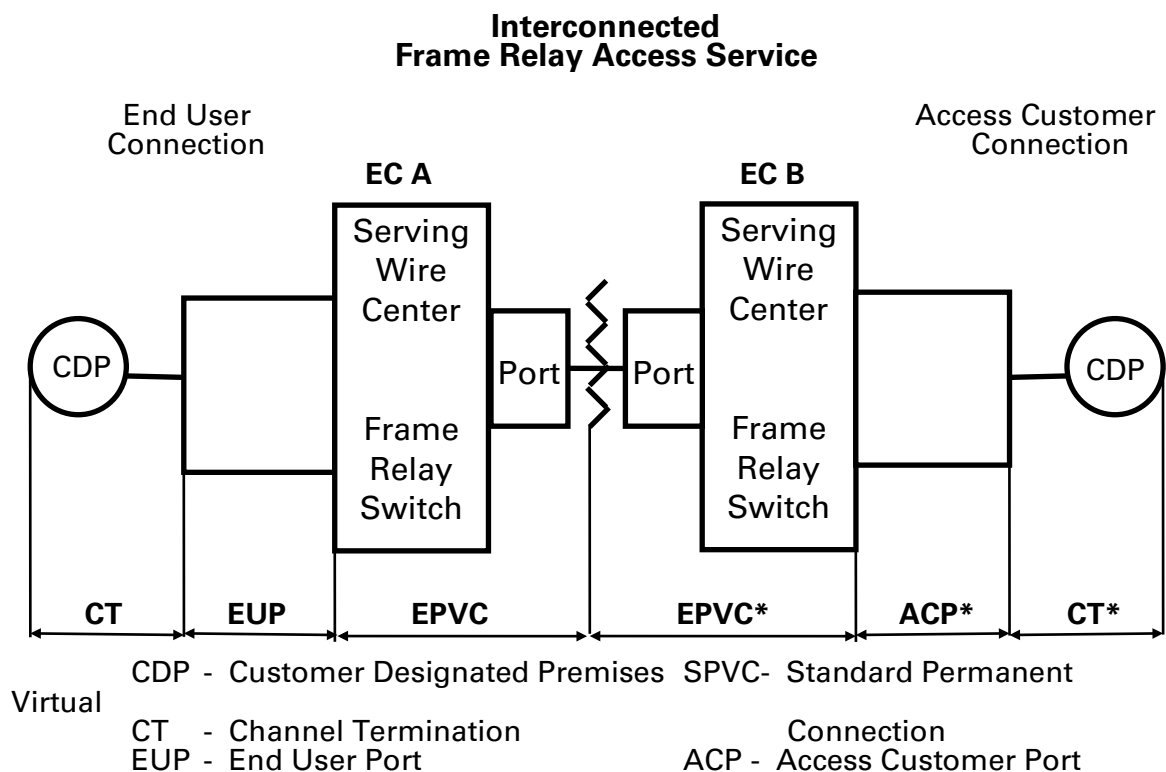 Interconnected
Frame Relay Access Service
End User
Connection
Access Customer
Connection
EC A
EC B
Serving
Wire
Center
Frame
Relay
Switch
Serving
Wire
Center
Frame
Relay
Switch
CDP
Port
Port
CDP
CT
EUP
EPVC
EPVC*
ACP*
CT*
CDP - Customer Designated Premises SPVC- Standard Permanent
Virtual
CT - Channel Termination Connection
EUP - End User Port ACP - Access Customer Port